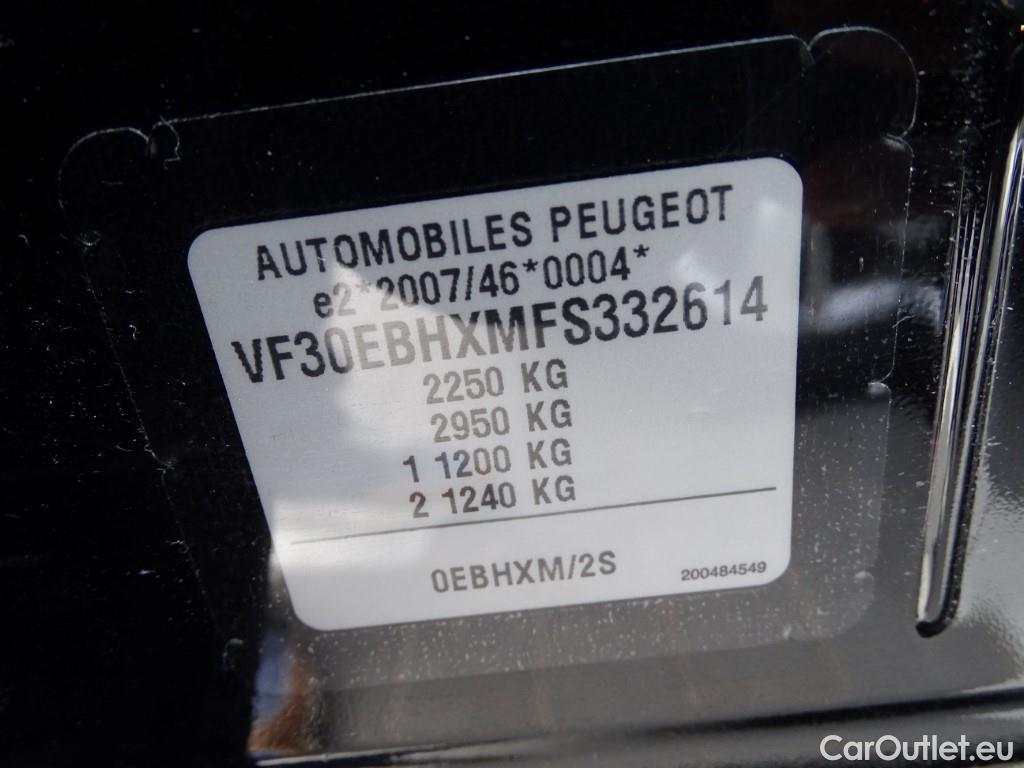 AUTOMOBILES PEUGEOT
e2*2007/46*0004*
VF30EBHXMFS332614
2250 KG
2950 KG
1 1200 KG
2 1240 KG
0EBHXM/2S
200484549
CarOutlet.eu